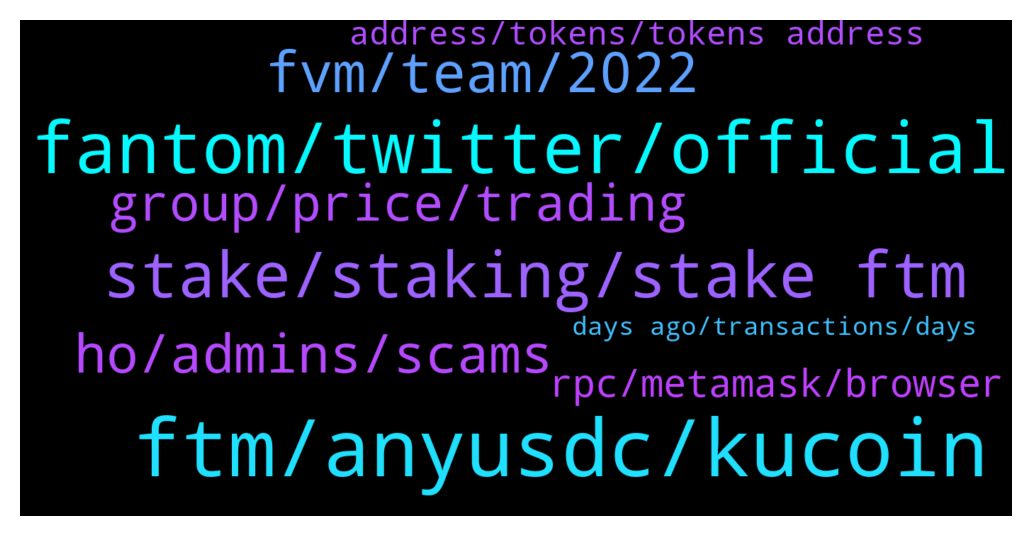 address/tokens/tokens address
fvm/team/2022
fantom/twitter/official
group/price/trading
stake/staking/stake ftm
days ago/transactions/days
ho/admins/scams
rpc/metamask/browser
ftm/anyusdc/kucoin